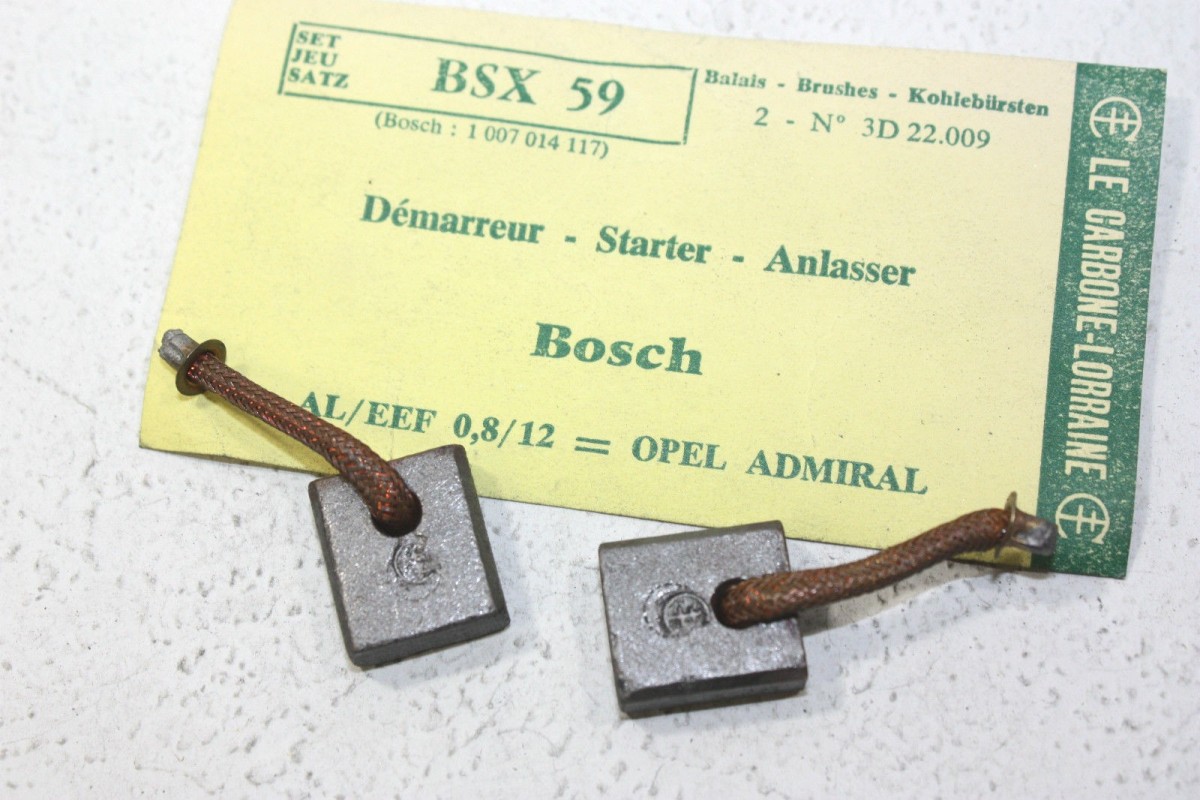 SET
JEU
SATZ
BSX 59
(Bosch : 1 007 014 117)
Balais - Brushes - Kohlebürsten
2 - N° 3D 22.009
Démarreur - Starter - Anlasser
Bosch
AL/EEF 0,8/12 = OPEL ADMIRAL
LE CARBONE-LORRAINE